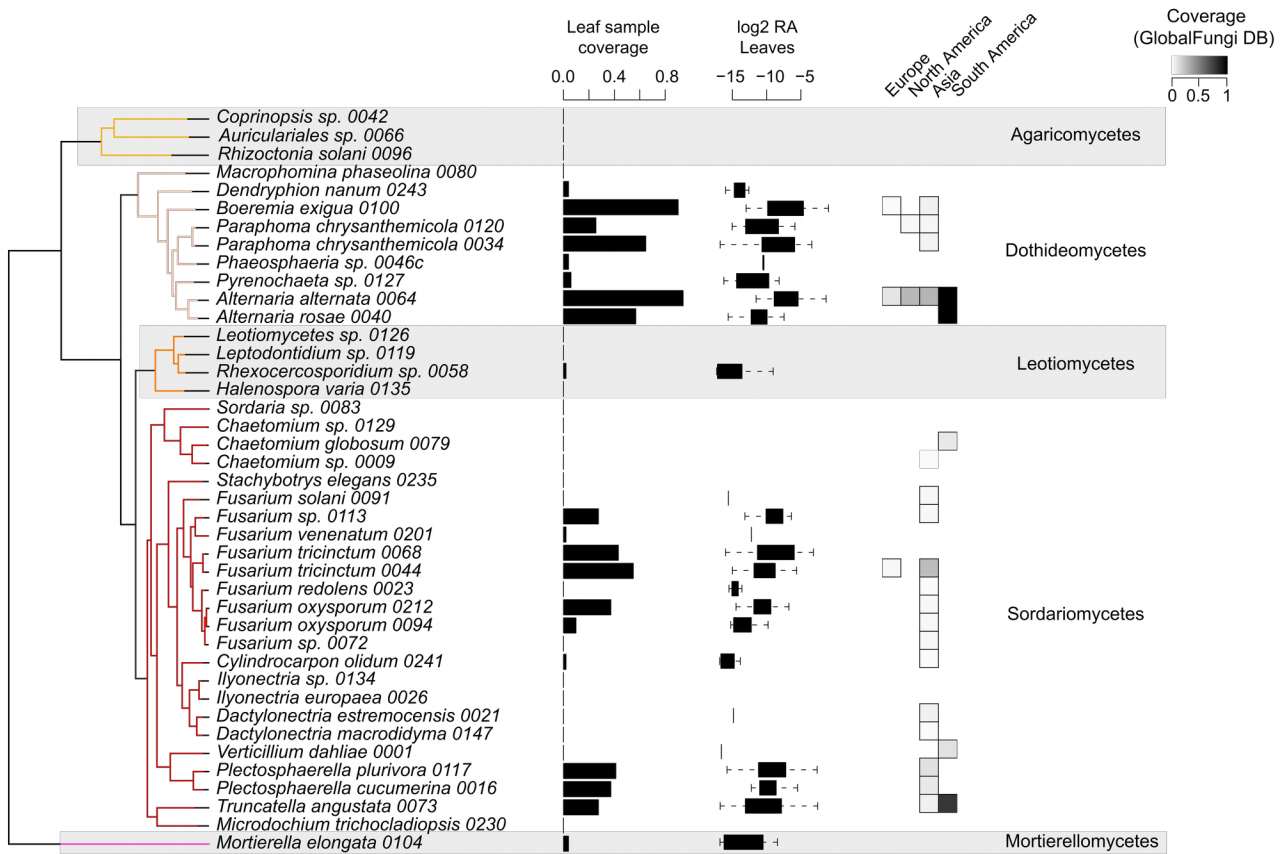 Leaf sample coverage
0.0 0.4 0.8
log2 RA Leaves
−15 −10 −5
Europe
North America
Asia
South America
Coverage
(GlobalFungi DB)
0 0.5 1
Coprinopsis sp. 0042
Auriculariales sp. 0066
Rhizoctonia solani 0096
Agaricomycetes
Macrophomina phaseolina 0080
Dendryphion nanum 0243
Boeremia exigua 0100
Paraphoma chrysanthemicola 0120
Paraphoma chrysanthemicola 0034
Phaeosphaeria sp. 0046c
Pyrenochaeta sp. 0127
Alternaria alternata 0064
Alternaria rosae 0040
Dothideomycetes
Leotiomycetes sp. 0126
Leptodontidium sp. 0119
Rhexocercosporidium sp. 0058
Halenospora varia 0135
Leotiomycetes
Sordaria sp. 0083
Chaetomium sp. 0129
Chaetomium globosum 0079
Chaetomium sp. 0009
Stachybotrys elegans 0235
Fusarium solani 0091
Fusarium sp. 0113
Fusarium venenatum 0201
Fusarium tricinctum 0068
Fusarium tricinctum 0044
Fusarium redolens 0023
Fusarium oxysporum 0212
Fusarium oxysporum 0094
Fusarium sp. 0072
Cylindrocarpon olidum 0241
Ilyonectria sp. 0134
Ilyonectria europaea 0026
Dactylonectria estremocensis 0021
Dactylonectria macrodidyma 0147
Verticillium dahliae 0001
Plectosphaerella plurivora 0117
Plectosphaerella cucumerina 0016
Truncatella angustata 0073
Microdochium trichocladiopsis 0230
Sordariomycetes
Mortierella elongata 0104
Mortierellomycetes